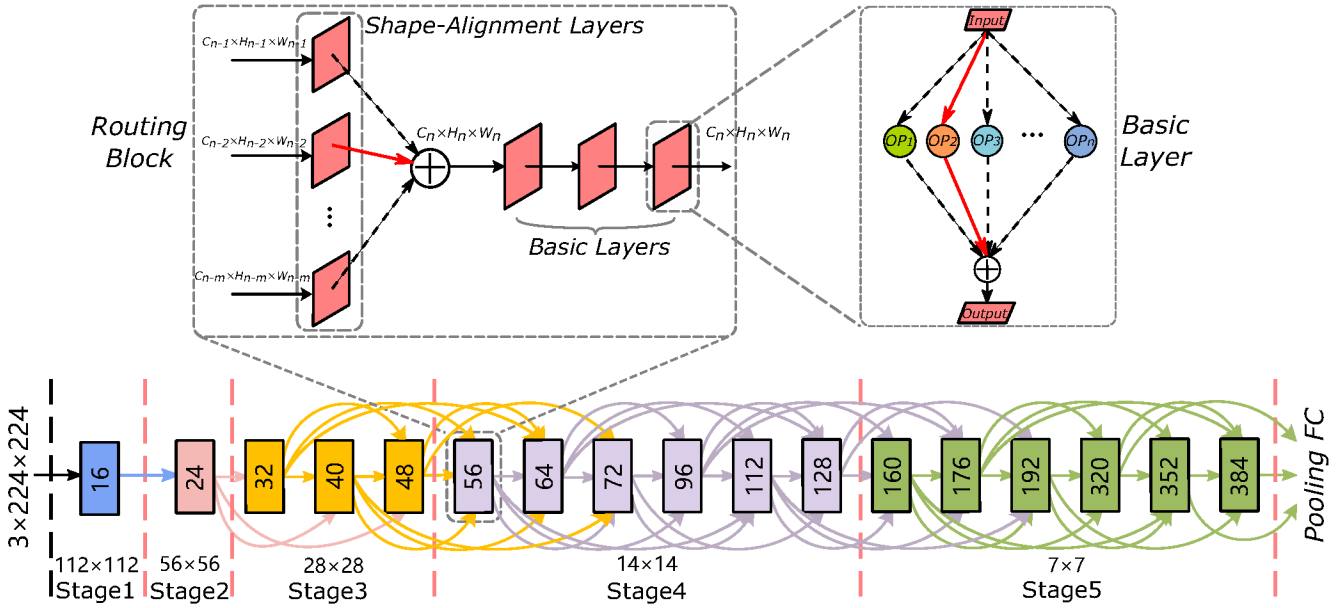 Shape-Alignment Layers
Cn-1×Hn-1×Wn-1
Cn-2×Hn-2×Wn-2
Cn-m×Hn-m×Wn-m
Routing
Block
...
Cn×Hn×Wn
Cn×Hn×Wn
Basic Layers
Input
OP1
OP2
OP3
...
OPn
Output
Basic
Layer
3×224×224
16
24
32
40
48
56
64
72
96
112
128
160
176
192
320
352
384
Pooling FC
112×112
56×56
28×28
14×14
7×7
Stage1
Stage2
Stage3
Stage4
Stage5